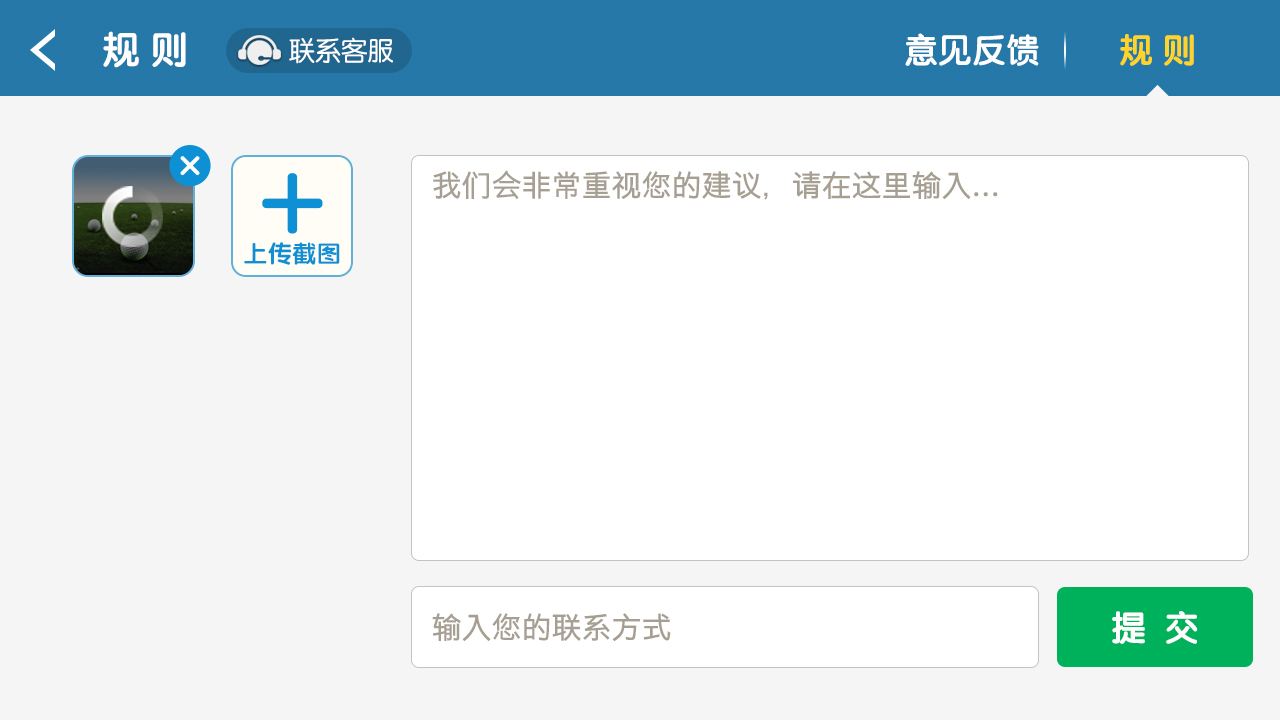 规 则
联系客服
意见反馈
规 则
上传截图
我们会非常重视您的建议，请在这里输入...
输入您的联系方式
提 交